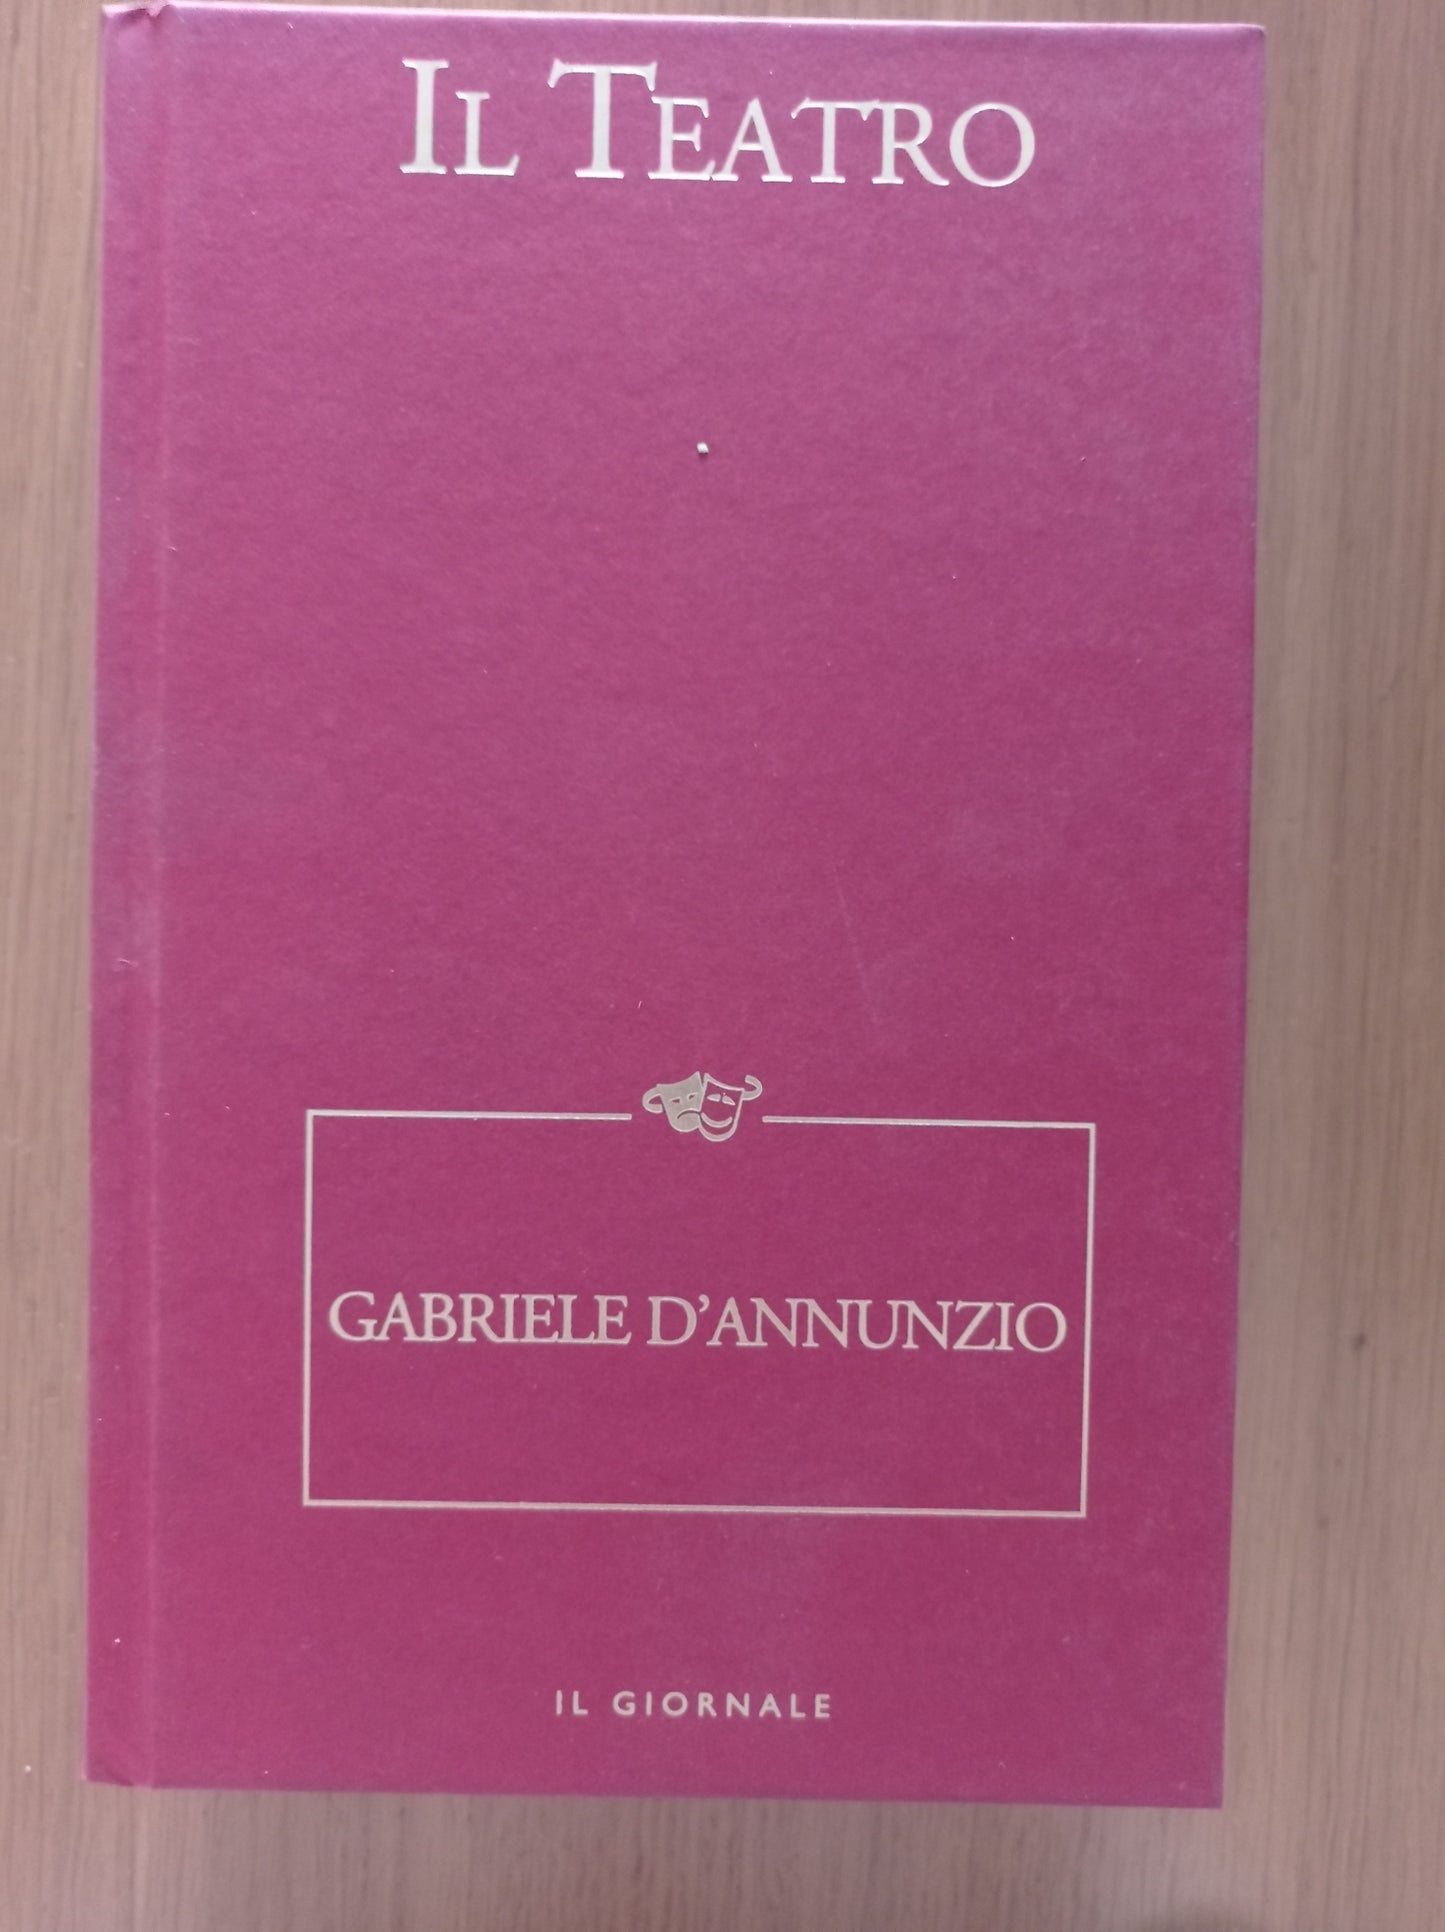 IL TEATRO
GABRIELE D'ANNUNZIO
IL GIORNALE